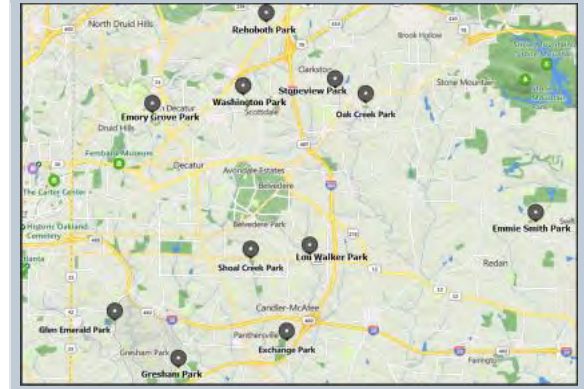 North Druid Hills
Rehoboth Park
Brook Hollow
Clarkston
Stoneview Park
Stone Mountain
Washington Park
Scottdale
Oak Creek Park
Decatur
Emory Grove Park
Druid Hills
Fernbank Museum
Decatur
Avondale Estates
Belvedere
The Carter Center
Historic Oakland
Cemetery
Emmie Smith Park
Belvedere Park
Lou Walker Park
Shoal Creek Park
Redan
Candler-McAfee
Glen Emerald Park
Panthersville
Exchange Park
Gresham Park
Gresham Park